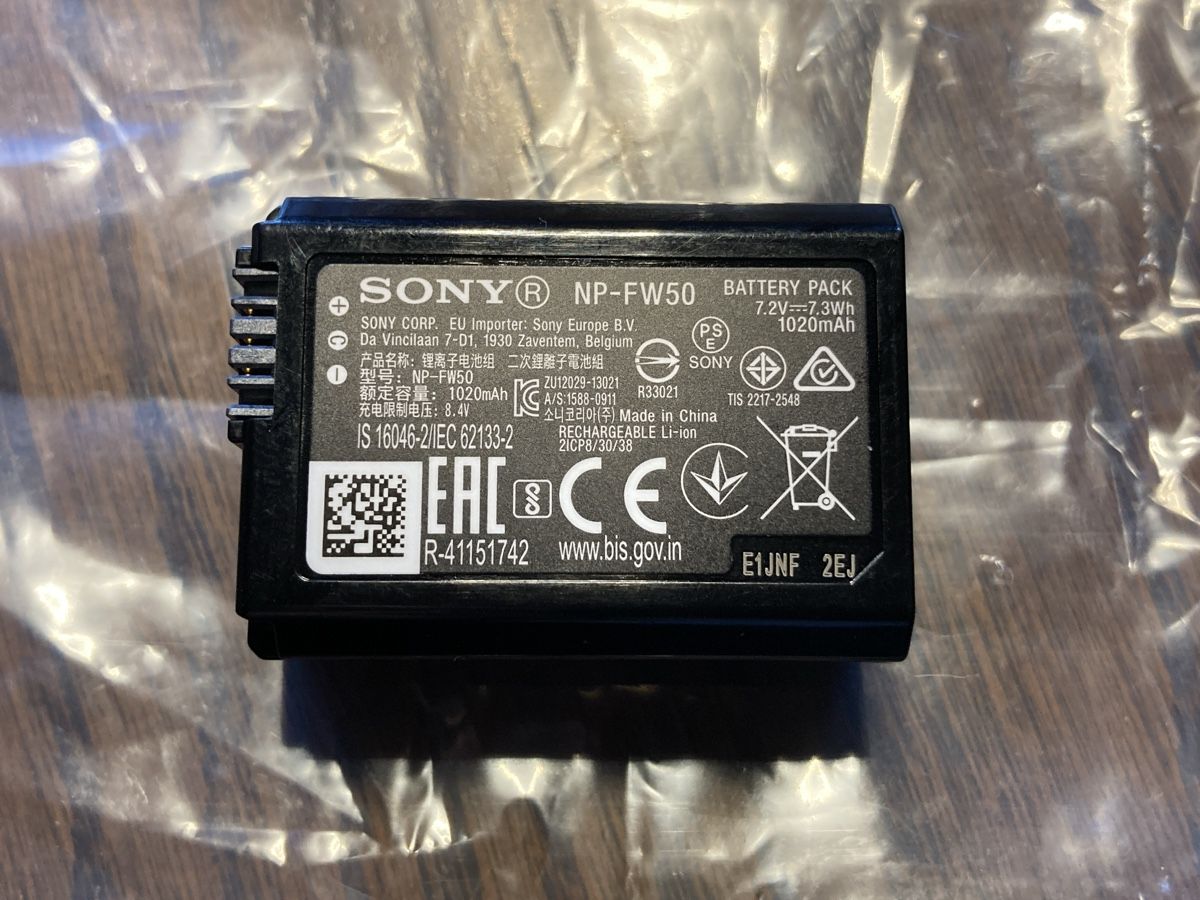 SONY® NP-FW50
BATTERY PACK
7.2V⎓7.3Wh
1020mAh
SONY CORP. EU Importer: Sony Europe B.V.
Da Vincilaan 7-D1, 1930 Zaventem, Belgium
产品名称: 锂离子电池组 二次鋰離子電池組
型号: NP-FW50
额定容量: 1020mAh
充电限制电压: 8.4V
ZU12029-13021
A/S:1588-0911
소니코리아(주) Made in China
RECHARGEABLE Li-ion
2ICP8/30/38
R33021
PS
E
SONY
TIS 2217-2548
IS 16046-2/IEC 62133-2
EAC
CE
R-41151742
www.bis.gov.in
E1JNF 2EJ